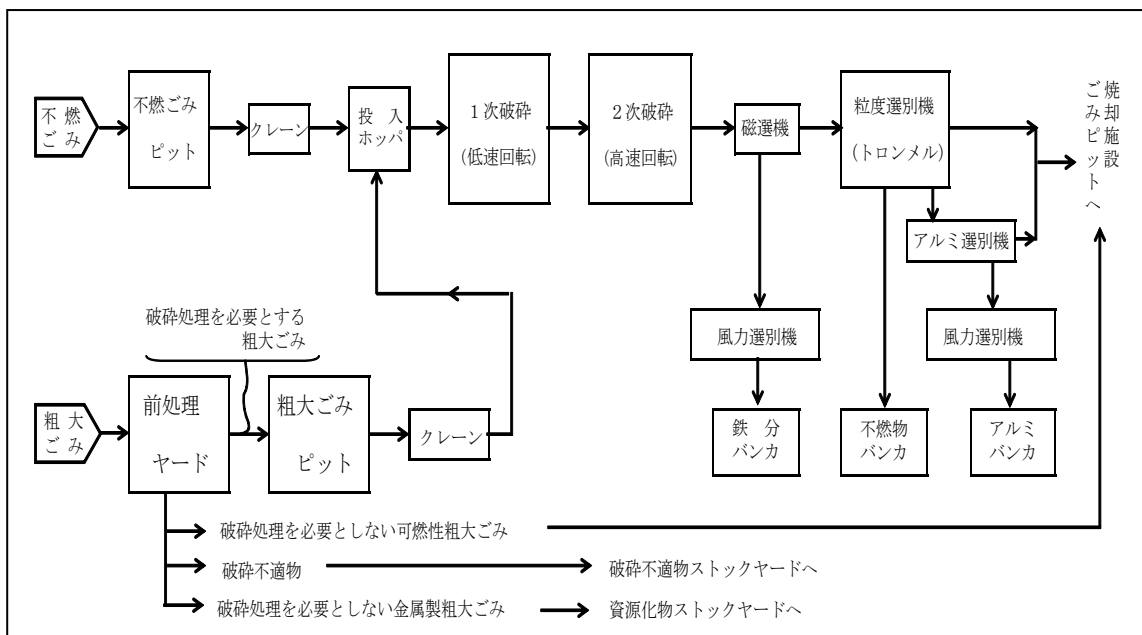 不燃
ごみ
不燃ごみ
ピット
クレーン
投入
ホッパ
1次破砕
(低速回転)
2次破砕
(高速回転)
磁選機
粒度選別機
(トロンメル)
焼却施設
ごみピットへ
アルミ選別機
破砕処理を必要とする
粗大ごみ
風力選別機
風力選別機
粗大
ごみ
前処理
ヤード
粗大ごみ
ピット
クレーン
鉄分
バンカ
不燃物
バンカ
アルミ
バンカ
破砕処理を必要としない可燃性粗大ごみ
破砕不適物
破砕不適物ストックヤードへ
破砕処理を必要としない金属製粗大ごみ
資源化物ストックヤードへ